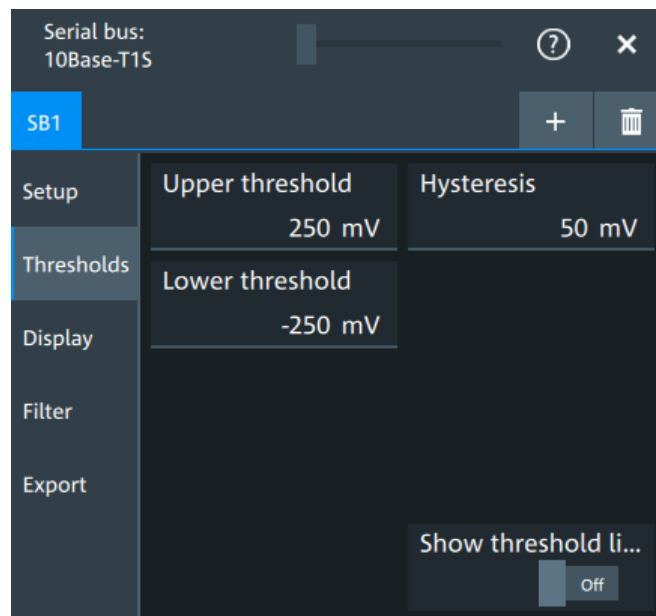 Serial bus:
10Base-T1S
?
SB1
Setup
Thresholds
Display
Filter
Export
Upper threshold
250 mV
Hysteresis
50 mV
Lower threshold
-250 mV
Show threshold li...
Off